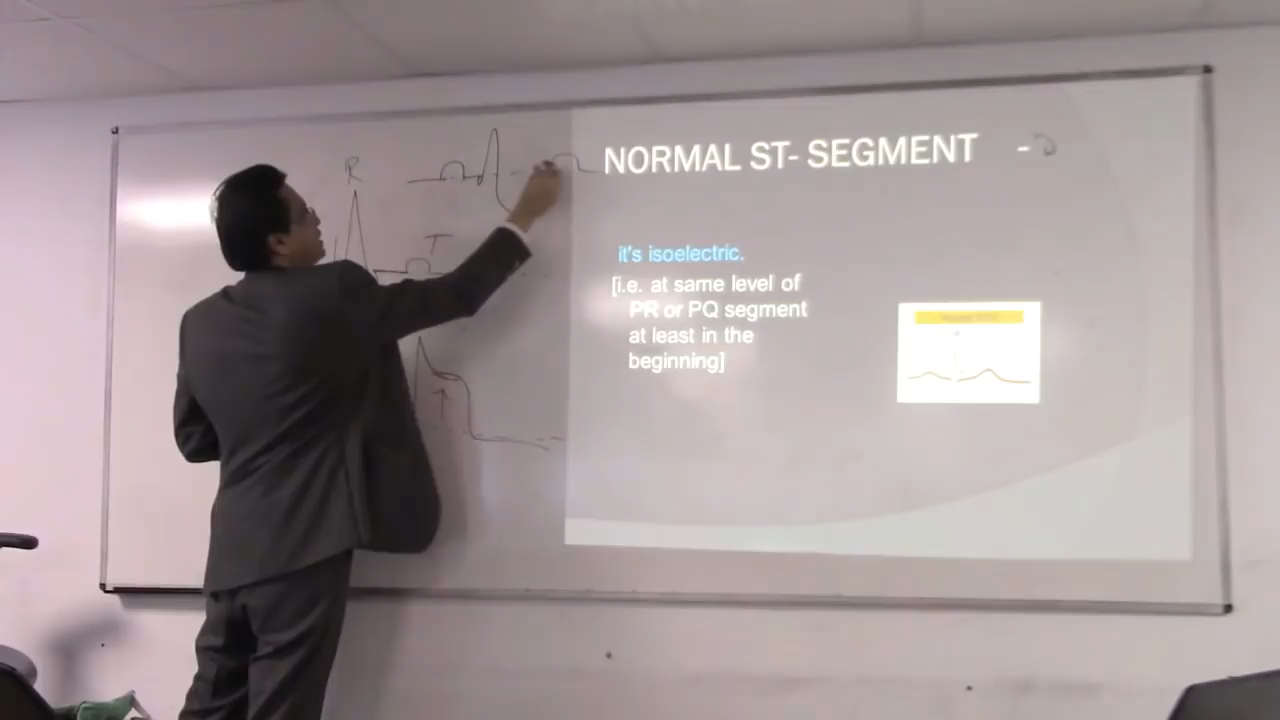 NORMAL ST- SEGMENT -
R
T
it's isoelectric.
[i.e. at same level of
PR or PQ segment
at least in the
beginning]